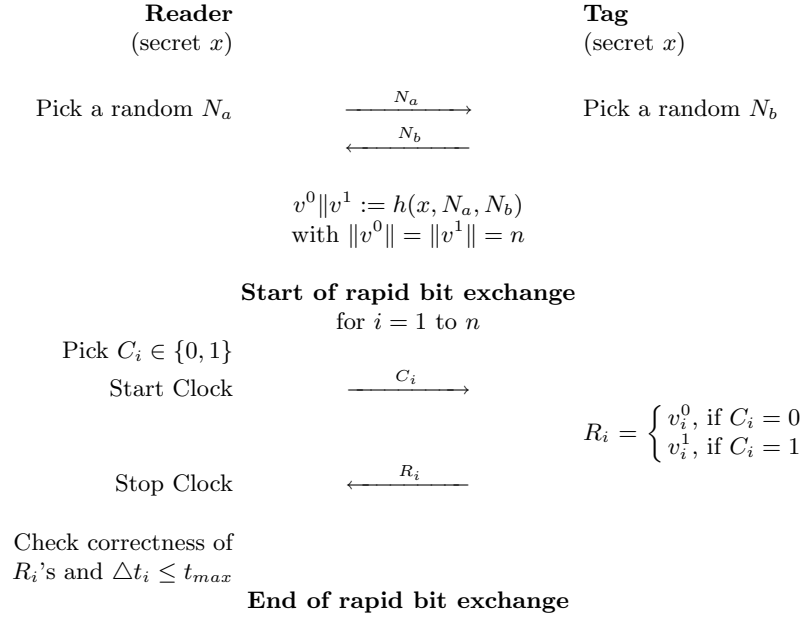 Reader Tag
(secret x) (secret x)
Pick a random N_a N_a Pick a random N_b
N_b
v^0∥v^1 := h(x, N_a, N_b)
with ∥v^0∥ = ∥v^1∥ = n
Start of rapid bit exchange
for i = 1 to n
Pick C_i ∈ {0, 1}
Start Clock C_i
R_i = { v_i^0, if C_i = 0
v_i^1, if C_i = 1
Stop Clock R_i
Check correctness of
R_i's and △t_i ≤ t_max
End of rapid bit exchange